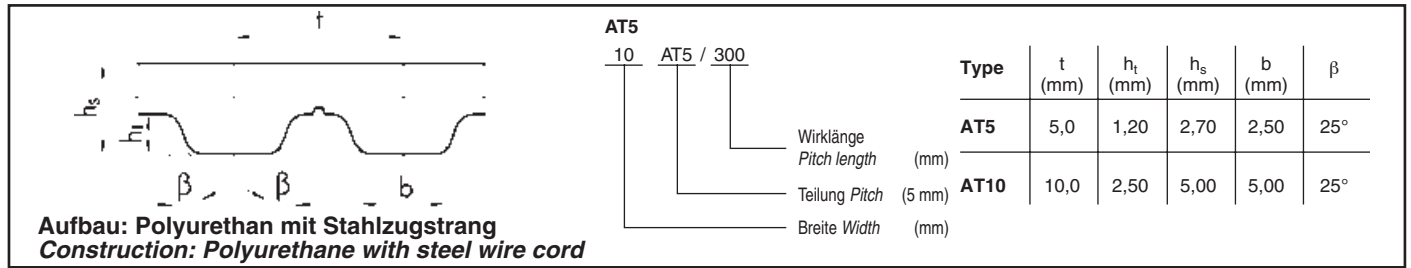 t
hs
ht
β β b
Aufbau: Polyurethan mit Stahlzugstrang
Construction: Polyurethane with steel wire cord
AT5
10 AT5 / 300
Wirklänge
Pitch length (mm)
Teilung Pitch (5 mm)
Breite Width (mm)
Type t ht hs b β
(mm) (mm) (mm) (mm)
AT5 5,0 1,20 2,70 2,50 25°
AT10 10,0 2,50 5,00 5,00 25°